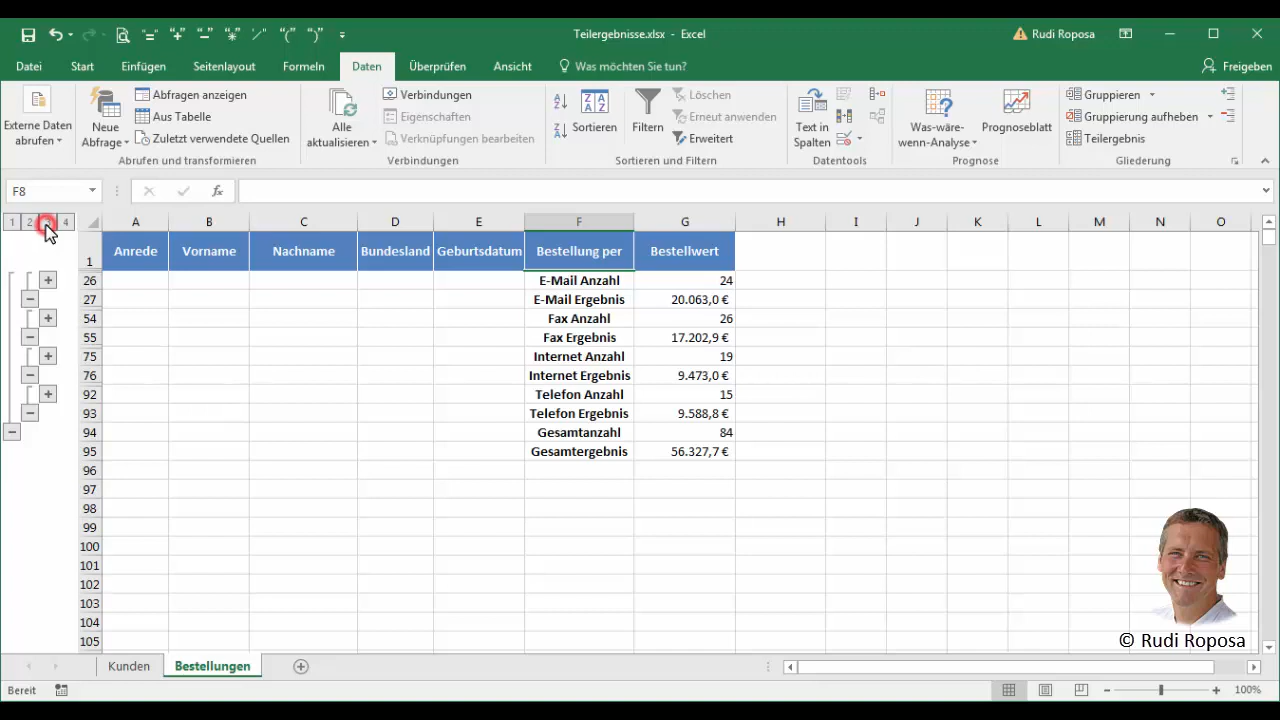 Teilergebnisse.xlsx - Excel
Rudi Roposa
Datei Start Einfügen Seitenlayout Formeln Daten Überprüfen Ansicht Was möchten Sie tun? Freigeben
Externe Daten abrufen
Neue Abfrage
Abfragen anzeigen
Aus Tabelle
Zuletzt verwendete Quellen
Abrufen und transformieren
Alle aktualisieren
Verbindungen
Eigenschaften
Verknüpfungen bearbeiten
Verbindungen
Sortieren
Filtern
Löschen
Erneut anwenden
Erweitert
Sortieren und Filtern
Text in Spalten
Datentools
Was-wäre-wenn-Analyse
Prognoseblatt
Prognose
Gruppieren
Gruppierung aufheben
Teilergebnis
Gliederung
F8 fx
1 2 3 4 A B C D E F G H I J K L M N O
1 Anrede Vorname Nachname Bundesland Geburtsdatum Bestellung per Bestellwert
26 E-Mail Anzahl 24
27 E-Mail Ergebnis 20.063,0 €
54 Fax Anzahl 26
55 Fax Ergebnis 17.202,9 €
75 Internet Anzahl 19
76 Internet Ergebnis 9.473,0 €
92 Telefon Anzahl 15
93 Telefon Ergebnis 9.588,8 €
94 Gesamtanzahl 84
95 Gesamtergebnis 56.327,7 €
96
97
98
99
100
101
102
103
104
105
© Rudi Roposa
Kunden Bestellungen
Bereit 100%